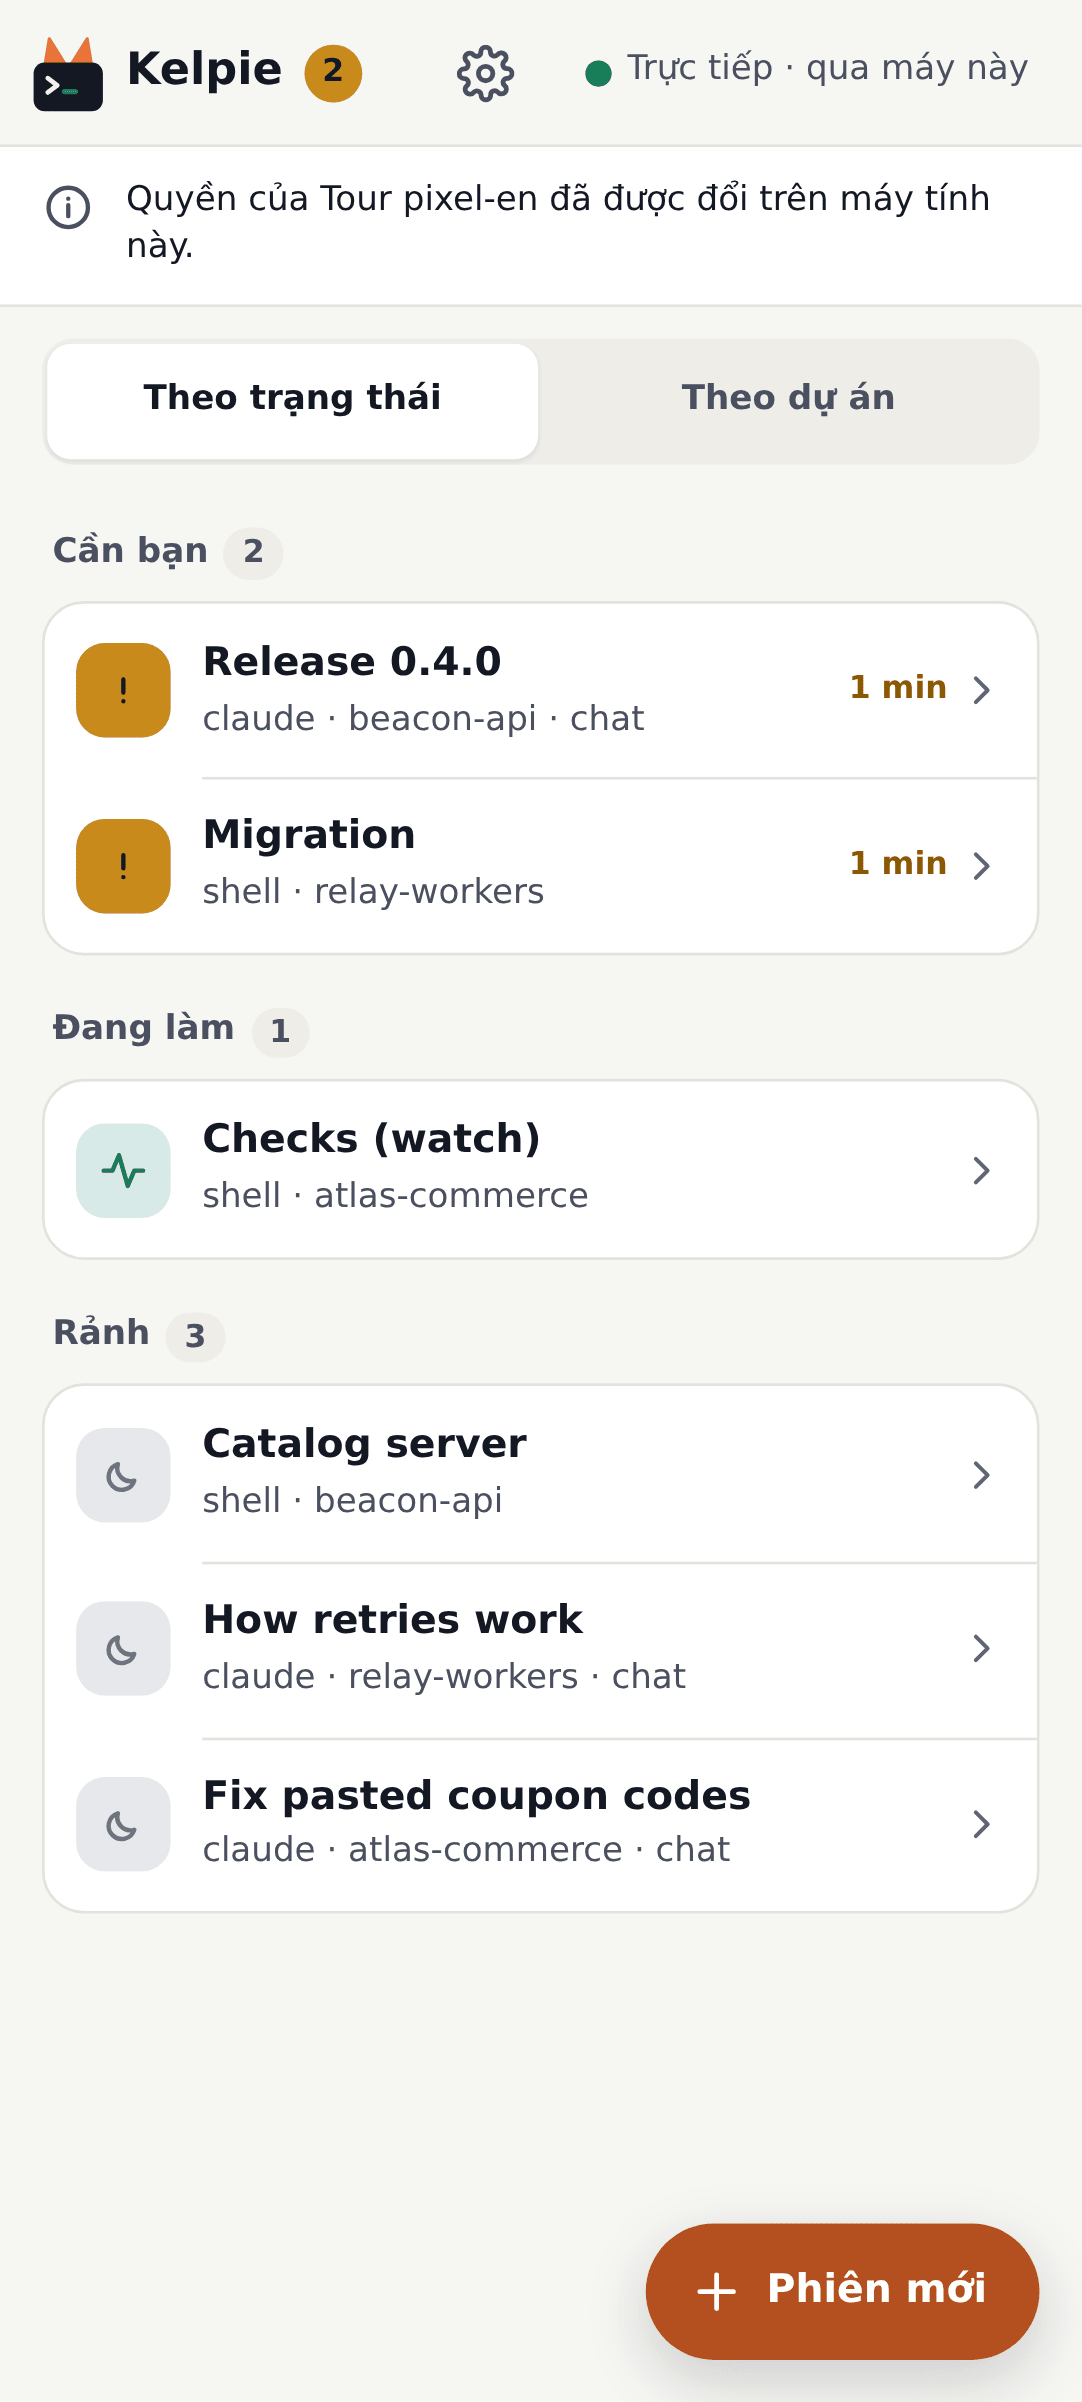 Kelpie 2 Trực tiếp · qua máy này
Quyền của Tour pixel-en đã được đổi trên máy tính
này.
Theo trạng thái Theo dự án
Cần bạn 2
Release 0.4.0
claude · beacon-api · chat
1 min
Migration
shell · relay-workers
1 min
Đang làm 1
Checks (watch)
shell · atlas-commerce
Rảnh 3
Catalog server
shell · beacon-api
How retries work
claude · relay-workers · chat
Fix pasted coupon codes
claude · atlas-commerce · chat
Phiên mới